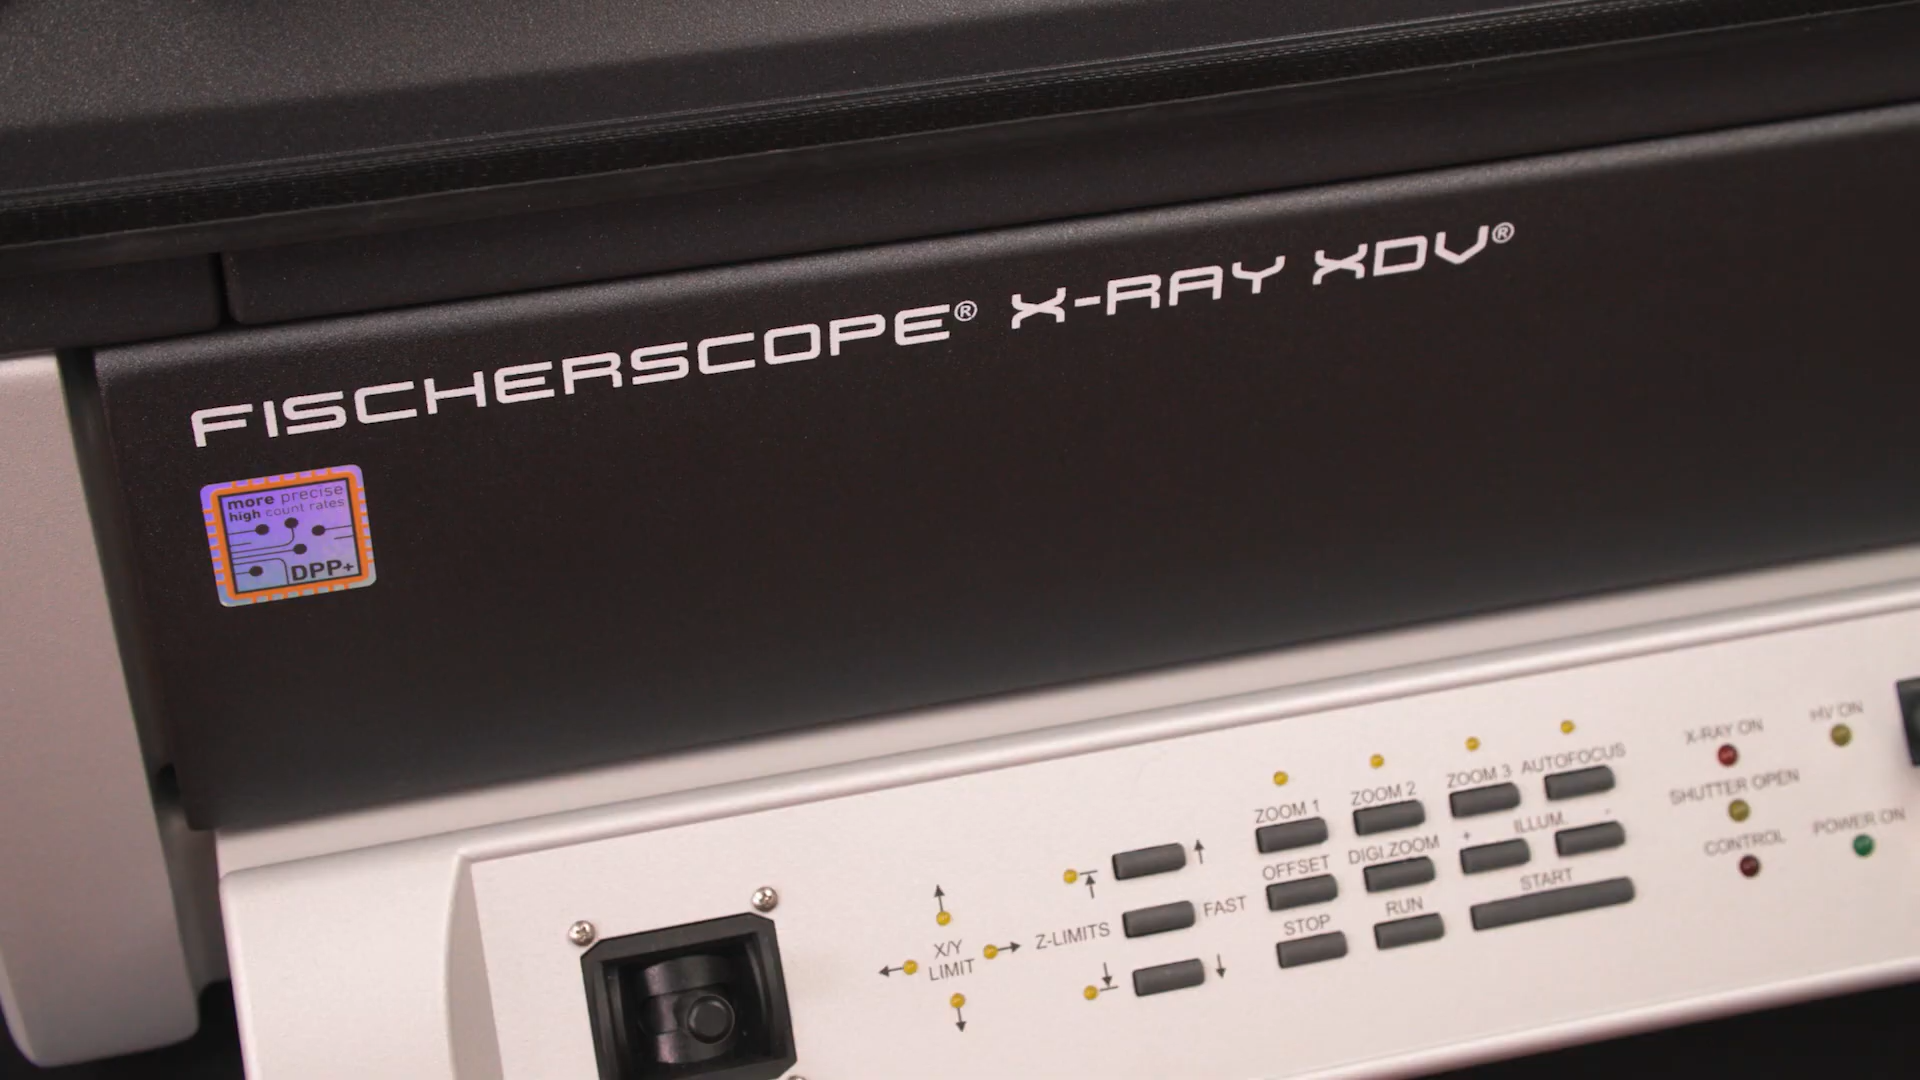 FISCHERSCOPE® X-RAY XDV®
more precise
high count rates
DPP+
ZOOM 1 ZOOM 2 ZOOM 3 AUTOFOCUS
OFFSET DIGI.ZOOM + ILLUM. -
STOP RUN START
X/Y
LIMIT
Z-LIMITS
FAST
X-RAY ON
HV ON
SHUTTER OPEN
CONTROL
POWER ON